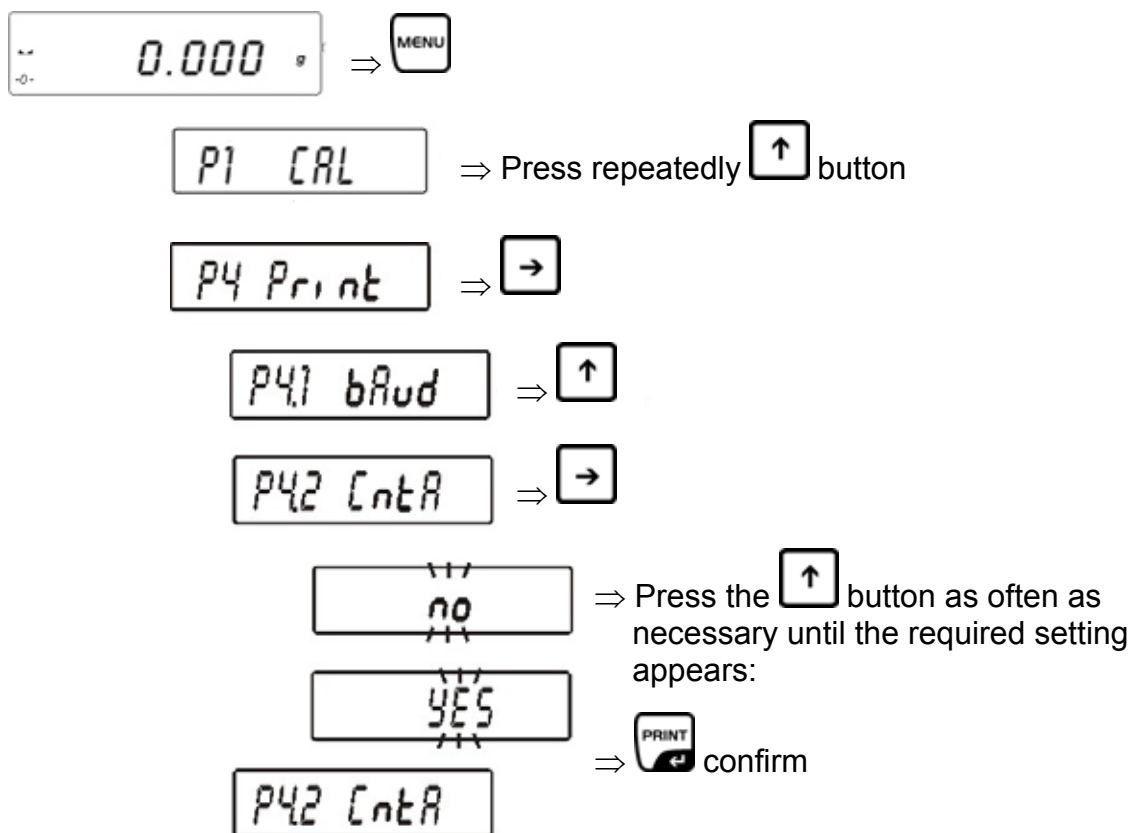 -0- 0.000 g ⇒ MENU
P1 CAL ⇒ Press repeatedly ↑ button
P4 Print ⇒ →
P4.1 bAud ⇒ ↑
P4.2 CntA ⇒ →
no ⇒ Press the ↑ button as often as
necessary until the required setting
appears:
YES
⇒ PRINT ↵ confirm
P4.2 CntA